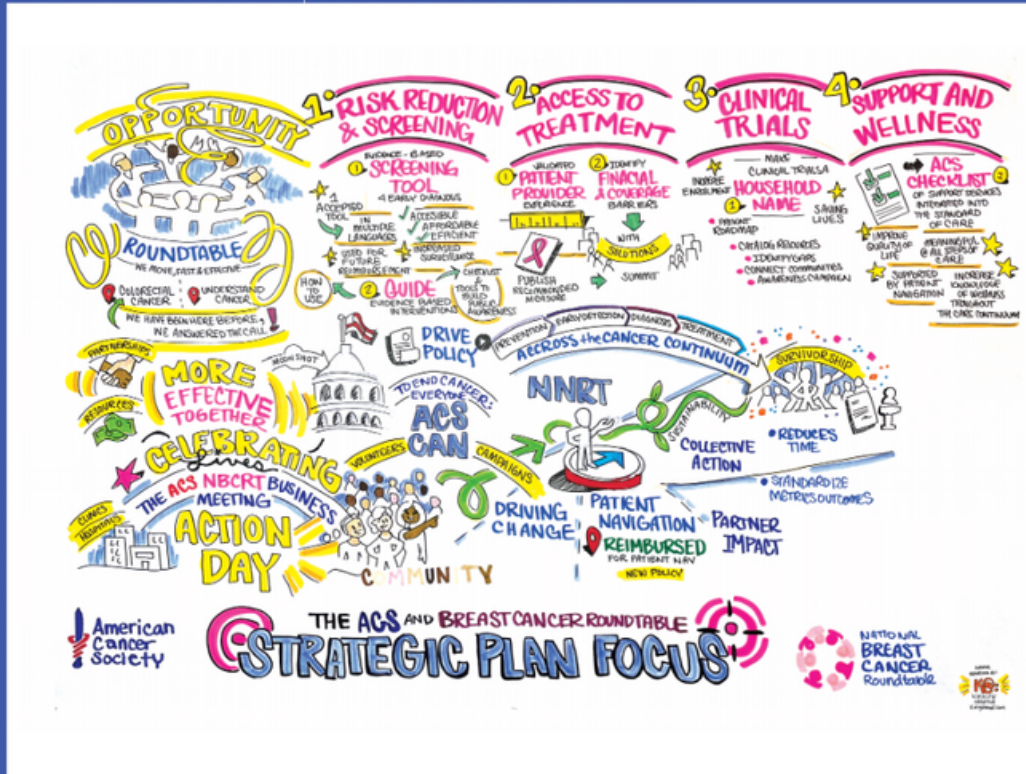 OPPORTUNITY
ROUNDTABLE
WE MOVE, FAST & EFFECTIVE
COLORECTAL
CANCER
UNDERSTAND
CANCER
WE HAVE BEEN HERE BEFORE,
WE ANSWERED THE CALL!
1. RISK REDUCTION
& SCREENING
EVIDENCE-BASED
1 SCREENING
TOOL
4 EARLY DIAGNOSIS
1
ACCEPTED
TOOL
IN
MULTIPLE
LANGUAGES
ACCESSIBLE
AFFORDABLE
EFFICIENT
USED FOR
FUTURE
REIMBURSEMENT
INCREASED
SURVEILLANCE
HOW
TO
USE
2 GUIDE
EVIDENCE BASED
INTERVENTIONS
CHECKLIST
TOOLS TO
BUILD
PUBLIC
AWARENESS
2. ACCESS TO
TREATMENT
VALIDATED
1 PATIENT
PROVIDER
EXPERIENCE
PUBLISH
RECOMMENDED
MEASURE
2 IDENTIFY
FINACIAL
& COVERAGE
BARRIERS
WITH
SOLUTIONS
SUMMIT
3. CLINICAL
TRIALS
MAKE
CLINICAL TRIALS A
INCREASE
ENROLLMENT
HOUSEHOLD
1 NAME
SAVING
LIVES
PATIENT
ROADMAP
CATALOG RESOURCES
IDENTIFY GAPS
CONNECT COMMUNITIES
AWARENESS CAMPAIGN
4. SUPPORT AND
WELLNESS
ACS
CHECKLIST
OF SUPPORT SERVICES
INTEGRATED INTO
THE STANDARD
OF CARE
IMPROVE
QUALITY OF
LIFE
MEANINGFUL
@ ALL STEPS OF
CARE
SUPPORTED
BY PATIENT
NAVIGATION
INCREASE
KNOWLEDGE
OF WELLNESS
THROUGHOUT
THE CARE CONTINUUM
PARTNERSHIPS
RESOURCES
MORE
EFFECTIVE
TOGETHER
MOON SHOT
DRIVE
POLICY
TO END CANCER:
EVERYONE
ACS
CAN
VOLUNTEERS
CAMPAIGNS
PREVENTION
EARLY DETECTION
DIAGNOSIS
TREATMENT
ACCROSS the CANCER CONTINUUM
SURVIVORSHIP
NNRT
SUSTAINABILITY
COLLECTIVE
ACTION
REDUCES
TIME
STANDARDIZE
METRICS OUTCOMES
CELEBRATING
Lives
THE ACS NBCRT BUSINESS
MEETING
ACTION
DAY
CLINICS
HOSPITALS
COMMUNITY
DRIVING
CHANGE
PATIENT
NAVIGATION
REIMBURSED
FOR PATIENT NAV
NEW POLICY
PARTNER
IMPACT
American
Cancer
Society
THE ACS AND BREAST CANCER ROUNDTABLE
STRATEGIC PLAN FOCUS
NATIONAL
BREAST
CANCER
Roundtable